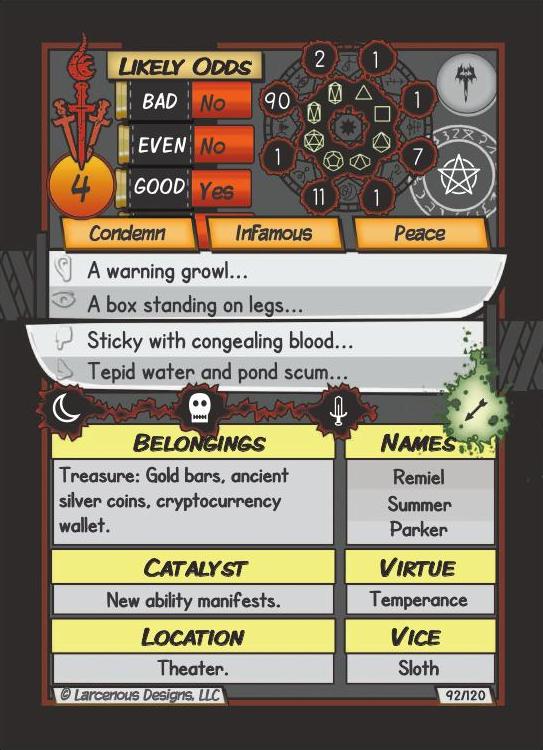 LIKELY ODDS
BAD No
EVEN No
GOOD Yes
4
2 1
90 1
1 7
11 1
Condemn Infamous Peace
A warning growl...
A box standing on legs...
Sticky with congealing blood...
Tepid water and pond scum...
BELONGINGS
Treasure: Gold bars, ancient
silver coins, cryptocurrency
wallet.
NAMES
Remiel
Summer
Parker
CATALYST
New ability manifests.
VIRTUE
Temperance
LOCATION
Theater.
VICE
Sloth
© Larcenous Designs, LLC
92/120